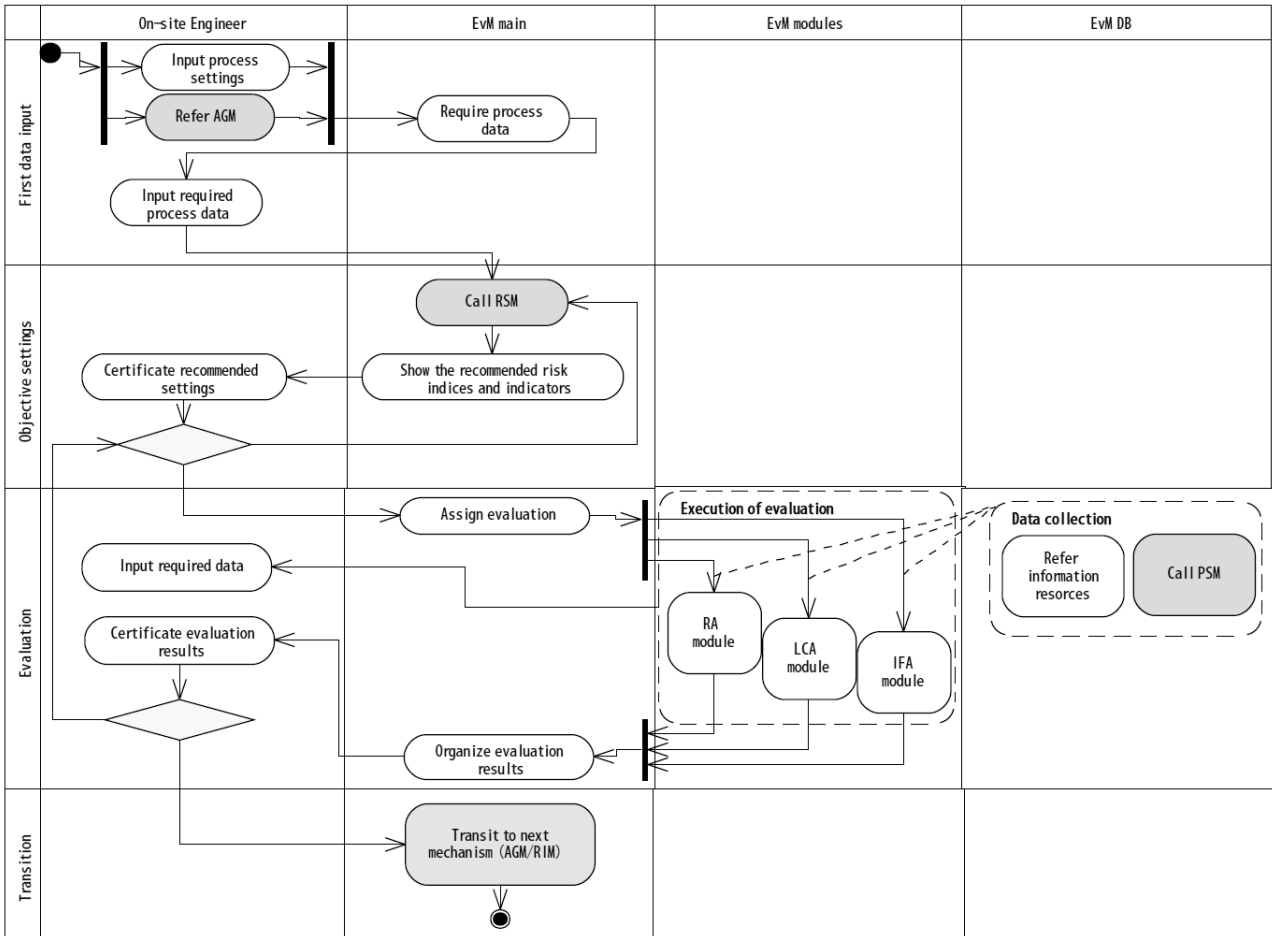 On-site Engineer
EvM main
EvM modules
EvM DB
First data input
Input process
settings
Refer AGM
Require process
data
Input required
process data
Objective settings
Call RSM
Certificate recommended
settings
Show the recommended risk
indices and indicators
Evaluation
Assign evaluation
Execution of evaluation
Data collection
Refer
information
resorces
Call PSM
Input required data
RA
module
LCA
module
IFA
module
Certificate evaluation
results
Organize evaluation
results
Transition
Transit to next
mechanism (AGM/RIM)